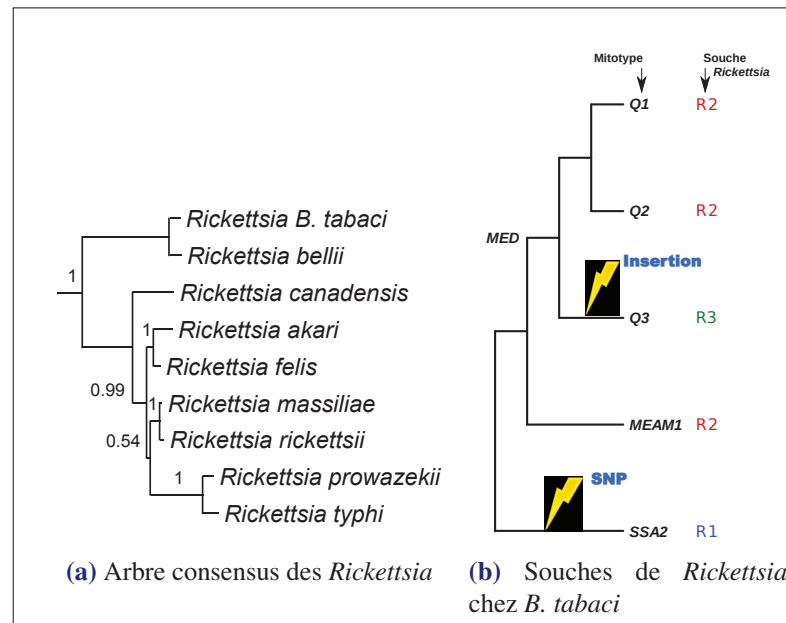 Rickettsia B. tabaci
Rickettsia bellii
1
Rickettsia canadensis
1
Rickettsia akari
Rickettsia felis
0.99
1
Rickettsia massiliae
0.54
Rickettsia rickettsii
1
Rickettsia prowazekii
Rickettsia typhi
(a) Arbre consensus des Rickettsia
Mitotype
Souche
Rickettsia
Q1 R2
Q2 R2
MED
Insertion
Q3 R3
MEAM1 R2
SNP
SSA2 R1
(b) Souches de Rickettsia
chez B. tabaci